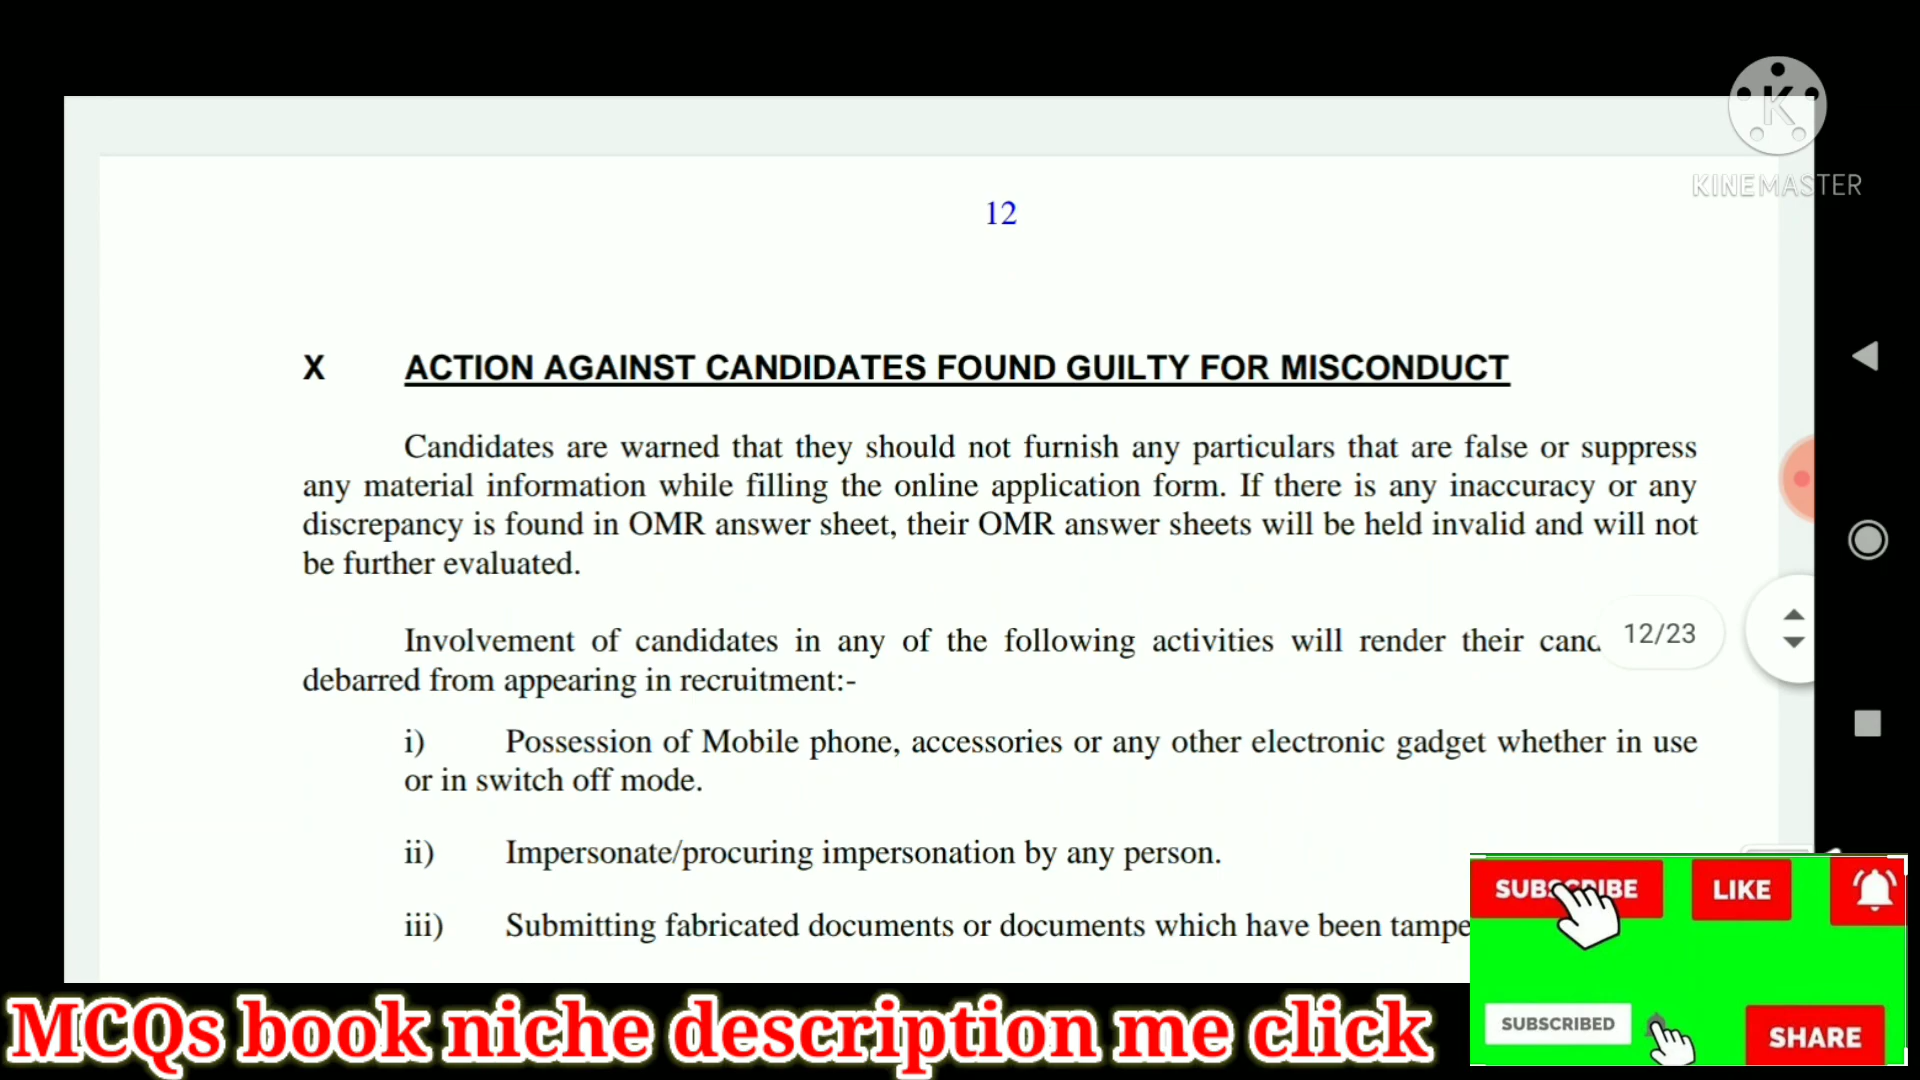 K
KINEMASTER
12
X ACTION AGAINST CANDIDATES FOUND GUILTY FOR MISCONDUCT
Candidates are warned that they should not furnish any particulars that are false or suppress
any material information while filling the online application form. If there is any inaccuracy or any
discrepancy is found in OMR answer sheet, their OMR answer sheets will be held invalid and will not
be further evaluated.
Involvement of candidates in any of the following activities will render their
debarred from appearing in recruitment:-
12/23
i) Possession of Mobile phone, accessories or any other electronic gadget whether in use
or in switch off mode.
ii) Impersonate/procuring impersonation by any person.
iii) Submitting fabricated documents or documents which have been
SUBSCRIBE LIKE
SUBSCRIBED SHARE
MCQs book niche description me click